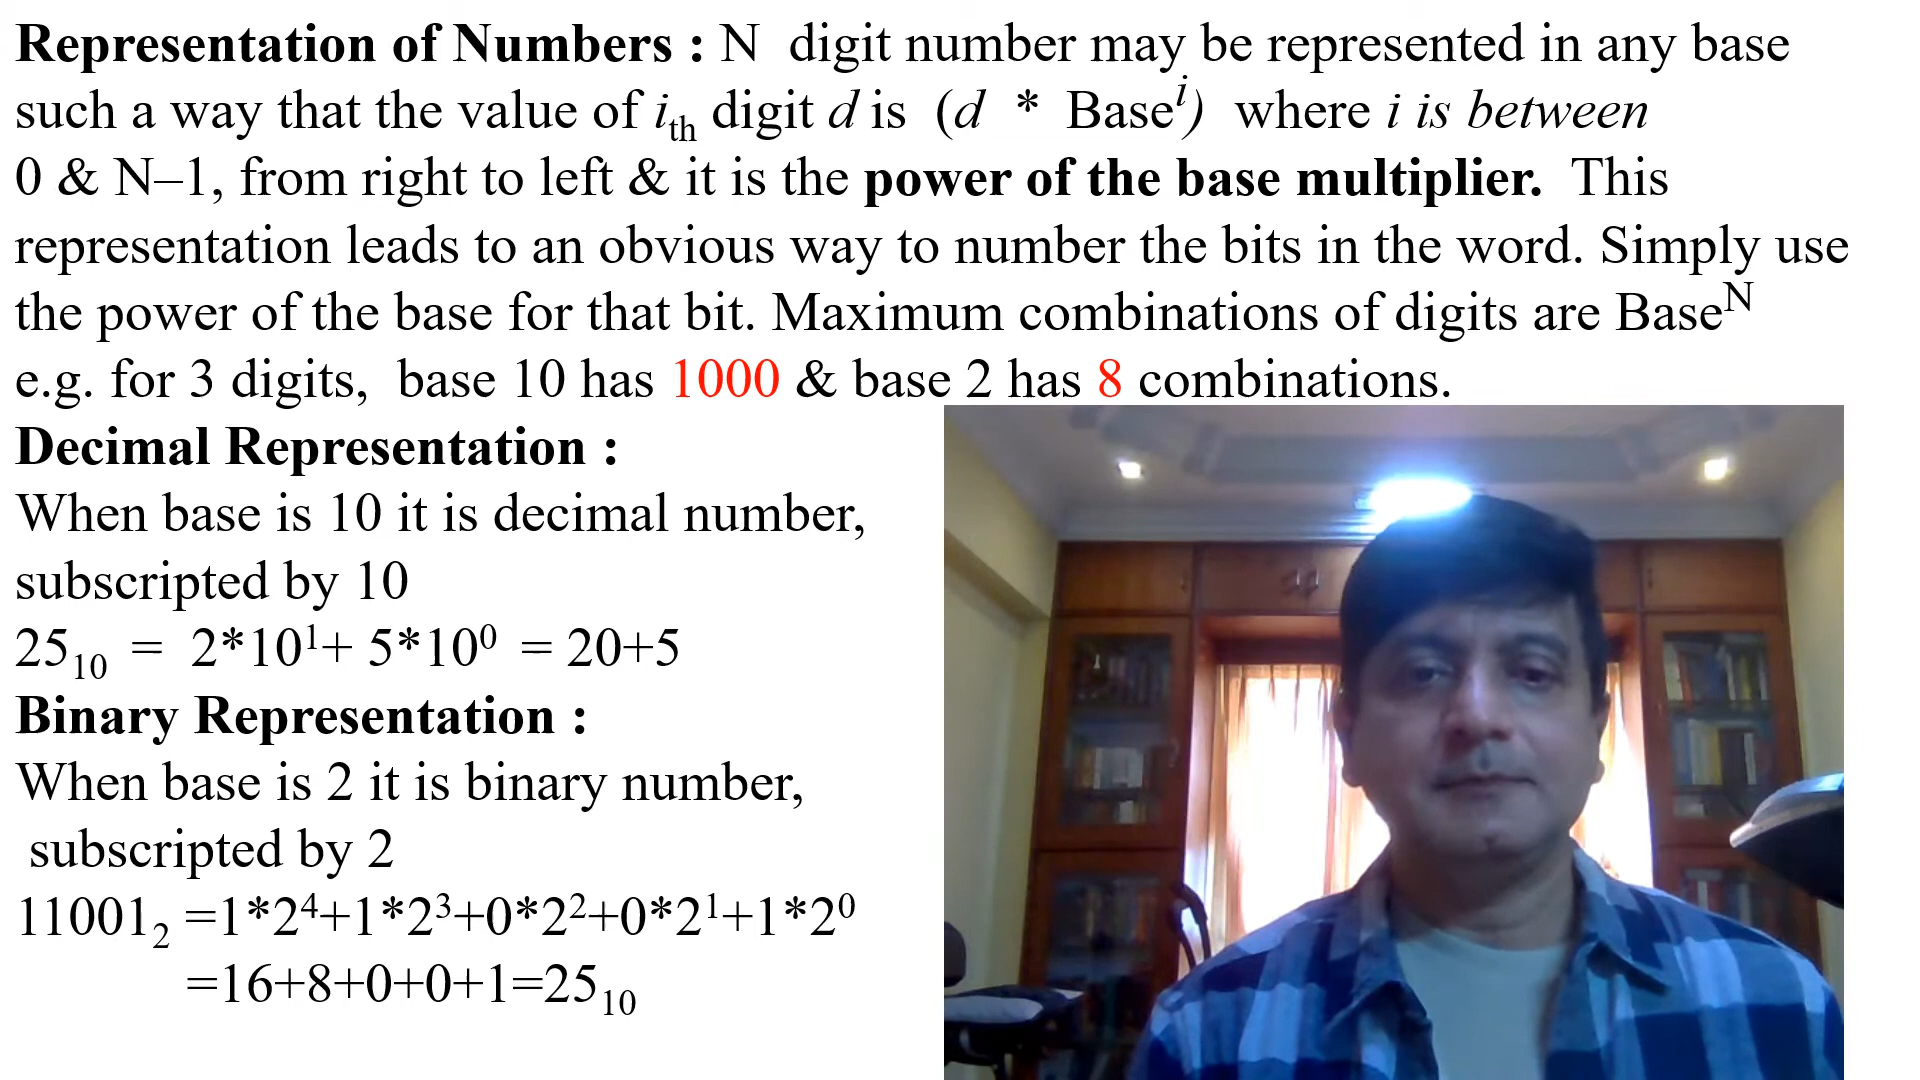 Representation of Numbers : N digit number may be represented in any base
such a way that the value of ith digit d is (d * Baseⁱ) where i is between
0 & N–1, from right to left & it is the power of the base multiplier. This
representation leads to an obvious way to number the bits in the word. Simply use
the power of the base for that bit. Maximum combinations of digits are Baseᴺ
e.g. for 3 digits, base 10 has 1000 & base 2 has 8 combinations.
Decimal Representation :
When base is 10 it is decimal number,
subscripted by 10
25₁₀ = 2*10¹+ 5*10⁰ = 20+5
Binary Representation :
When base is 2 it is binary number,
subscripted by 2
11001₂ =1*2⁴+1*2³+0*2²+0*2¹+1*2⁰
=16+8+0+0+1=25₁₀